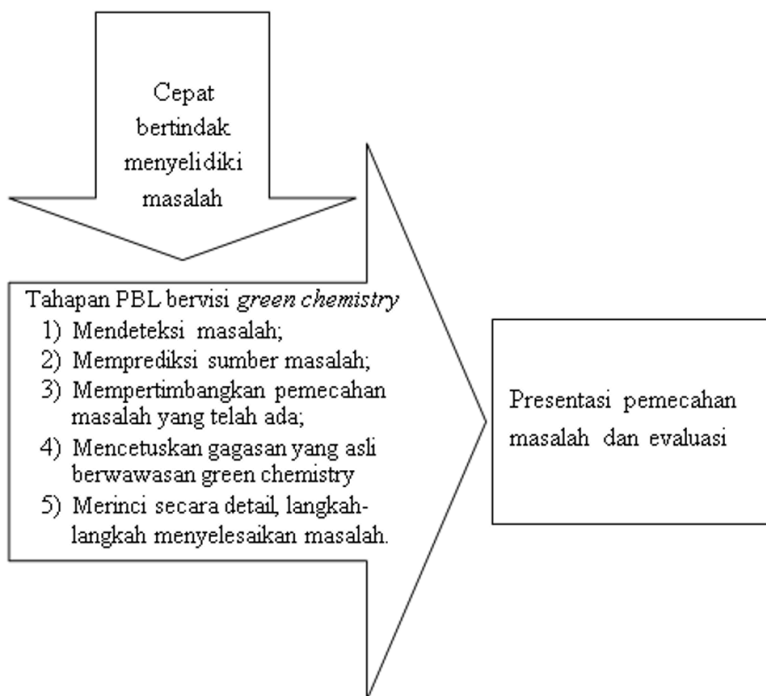 Cepat
bertindak
menyelidiki
masalah
Tahapan PBL bervisi green chemistry
1) Mendeteksi masalah;
2) Memprediksi sumber masalah;
3) Mempertimbangkan pemecahan
masalah yang telah ada;
4) Mencetuskan gagasan yang asli
berwawasan green chemistry
5) Merinci secara detail, langkah-
langkah menyelesaikan masalah.
Presentasi pemecahan
masalah dan evaluasi